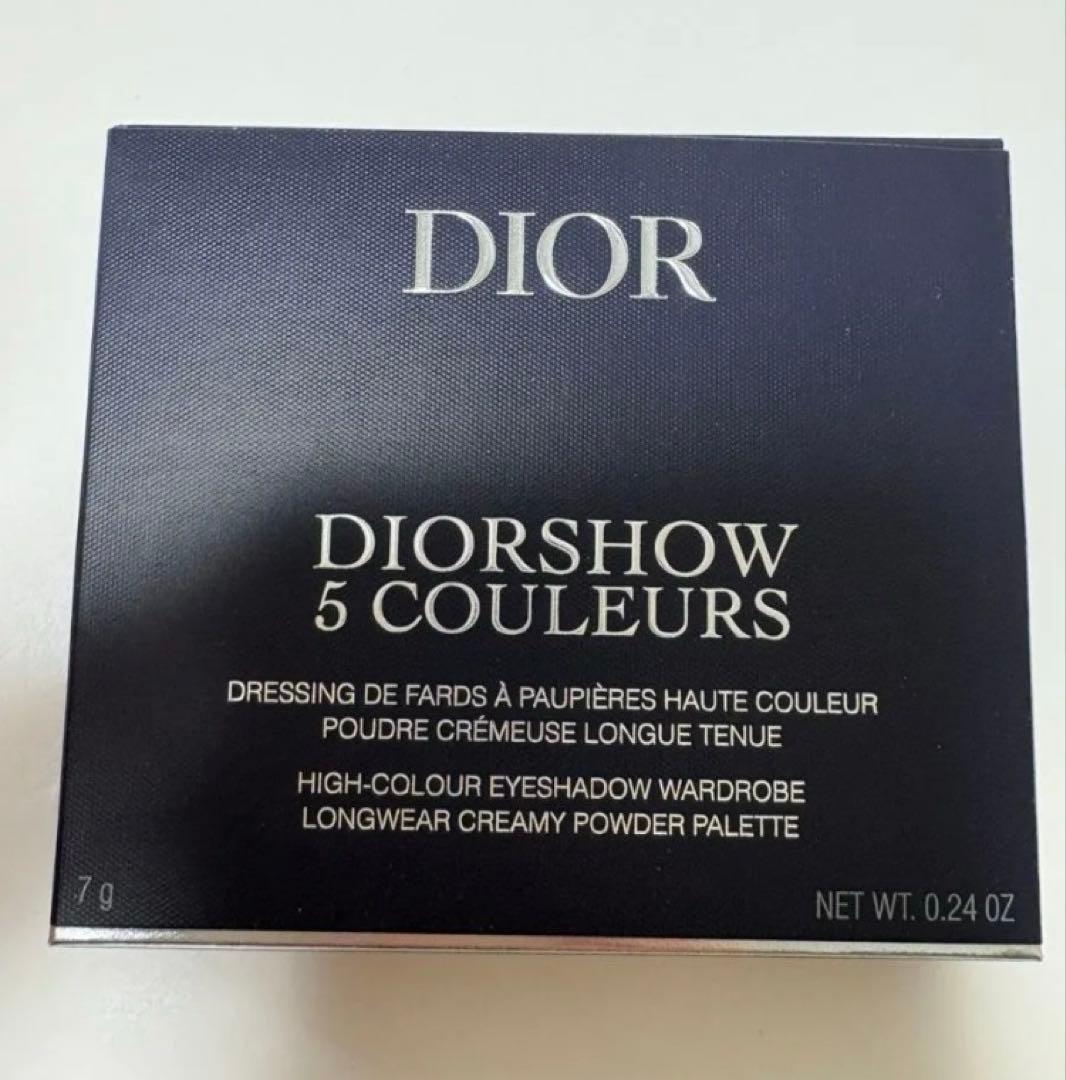 DIOR
DIORSHOW
5 COULEURS
DRESSING DE FARDS À PAUPIÈRES HAUTE COULEUR
POUDRE CRÉMEUSE LONGUE TENUE
HIGH-COLOUR EYESHADOW WARDROBE
LONGWEAR CREAMY POWDER PALETTE
7 g
NET WT. 0.24 OZ